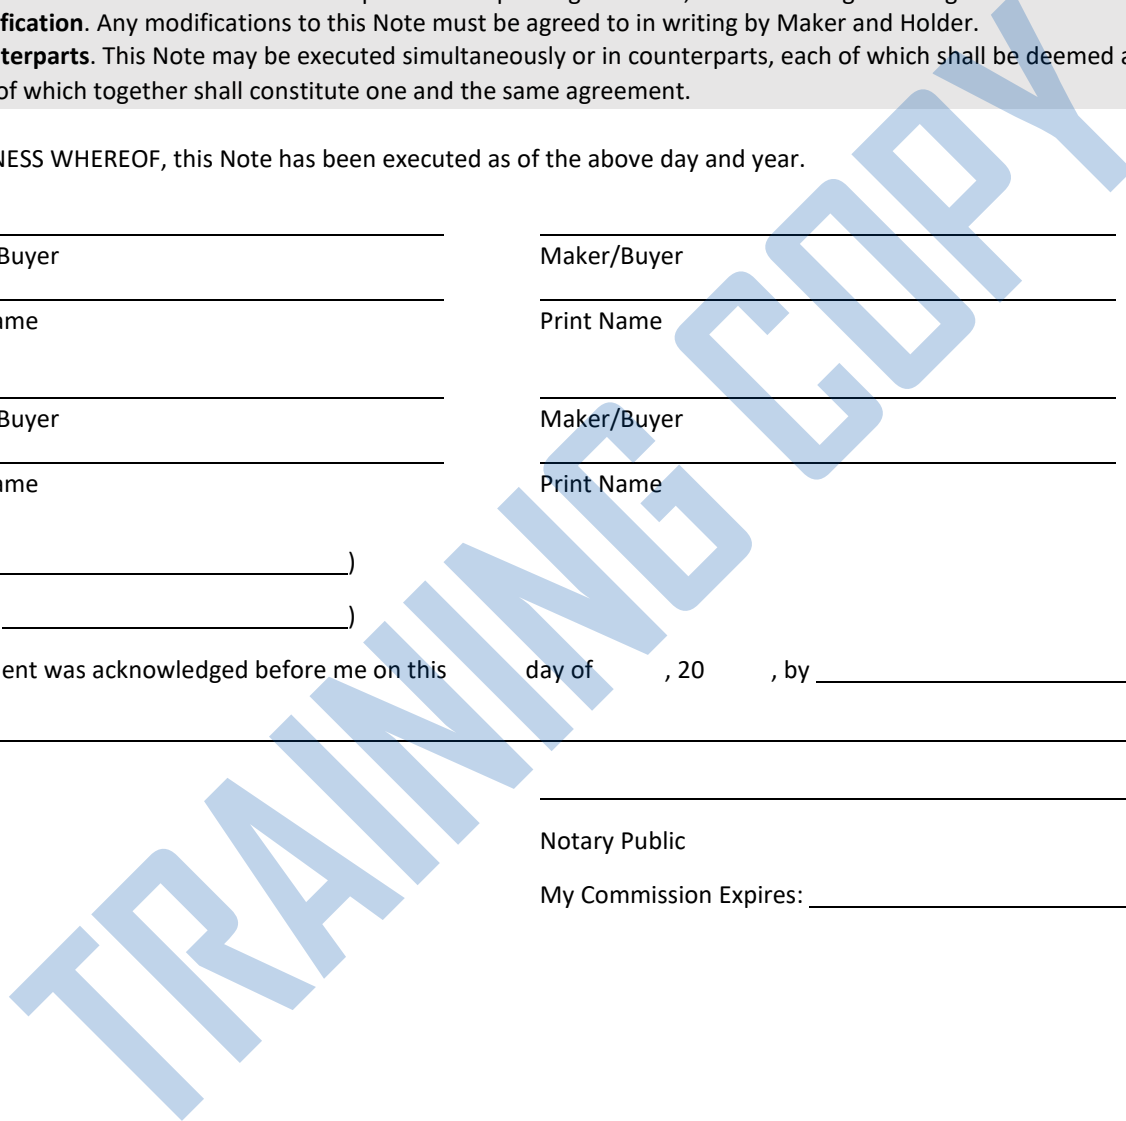 fication. Any modifications to this Note must be agreed to in writing by Maker and Holder.
terparts. This Note may be executed simultaneously or in counterparts, each of which shall be deemed a
of which together shall constitute one and the same agreement.
NESS WHEREOF, this Note has been executed as of the above day and year.
Buyer Maker/Buyer
ame Print Name
Buyer Maker/Buyer
ame Print Name
)
)
ent was acknowledged before me on this day of , 20 , by
Notary Public
My Commission Expires:
TRAINING COPY